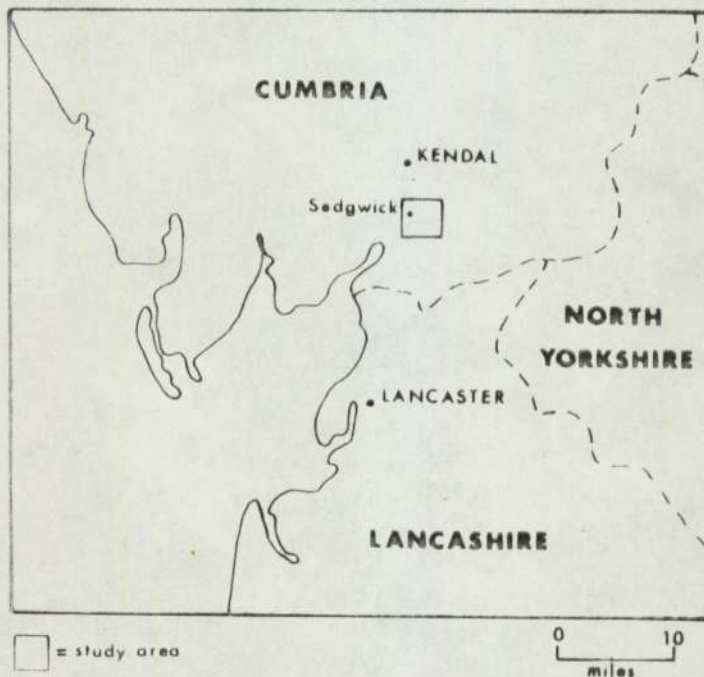 CUMBRIA
KENDAL
Sedgwick
NORTH
YORKSHIRE
LANCASTER
LANCASHIRE
= study area
0 10
miles